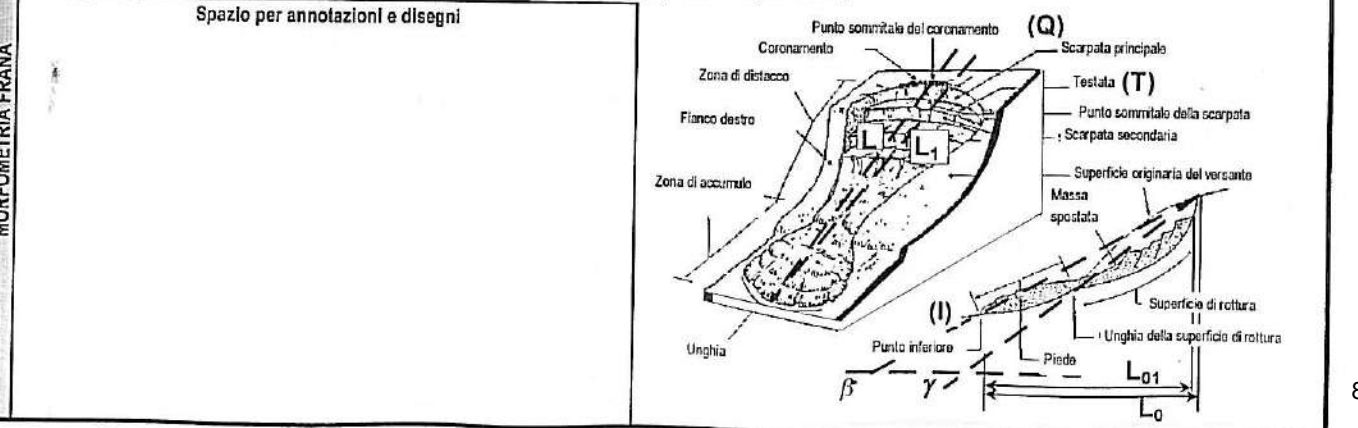 MORFOMETRIA FRANA
Spazio per annotazioni e disegni
Punto sommitale del coronamento
(Q)
Coronamento
Scarpata principale
Zona di distacco
Testata (T)
Punto sommitale della scarpata
Fianco destro
Scarpata secondaria
L
L1
Superficie originaria del versante
Zona di accumulo
Massa
spostata
(I)
Superficie di rottura
Unghia della superficie di rottura
Unghia
Punto inferiore
Piede
β
γ
L01
L0
8